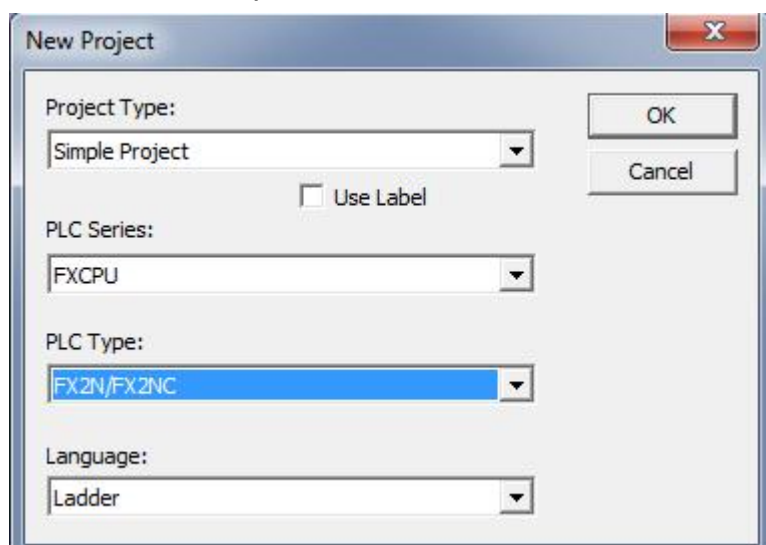 New Project
Project Type:
OK
Simple Project
Cancel
Use Label
PLC Series:
FXCPU
PLC Type:
FX2N/FX2NC
Language:
Ladder